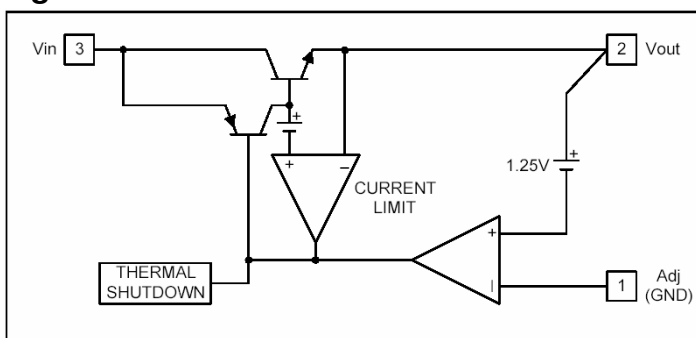 Vin 3
2 Vout
+
+ −
1.25V +
CURRENT
LIMIT
+
THERMAL
SHUTDOWN
−
1 Adj
(GND)